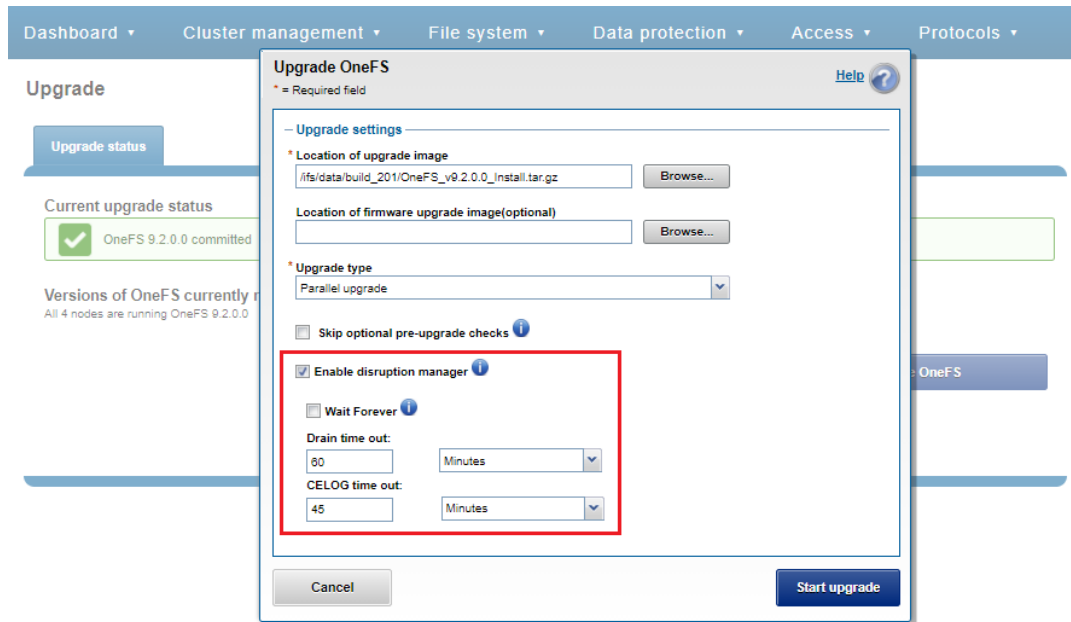 Dashboard Cluster management File system Data protection Access Protocols
Upgrade
Upgrade status
Current upgrade status
OneFS 9.2.0.0 committed
Versions of OneFS currently r
All 4 nodes are running OneFS 9.2.0.0
OneFS
Upgrade OneFS
* = Required field
Help
Upgrade settings
* Location of upgrade image
/ifs/data/build_201/OneFS_v9.2.0.0_Install.tar.gz Browse...
Location of firmware upgrade image(optional)
Browse...
* Upgrade type
Parallel upgrade
Skip optional pre-upgrade checks
Enable disruption manager
Wait Forever
Drain time out:
60 Minutes
CELOG time out:
45 Minutes
Cancel Start upgrade